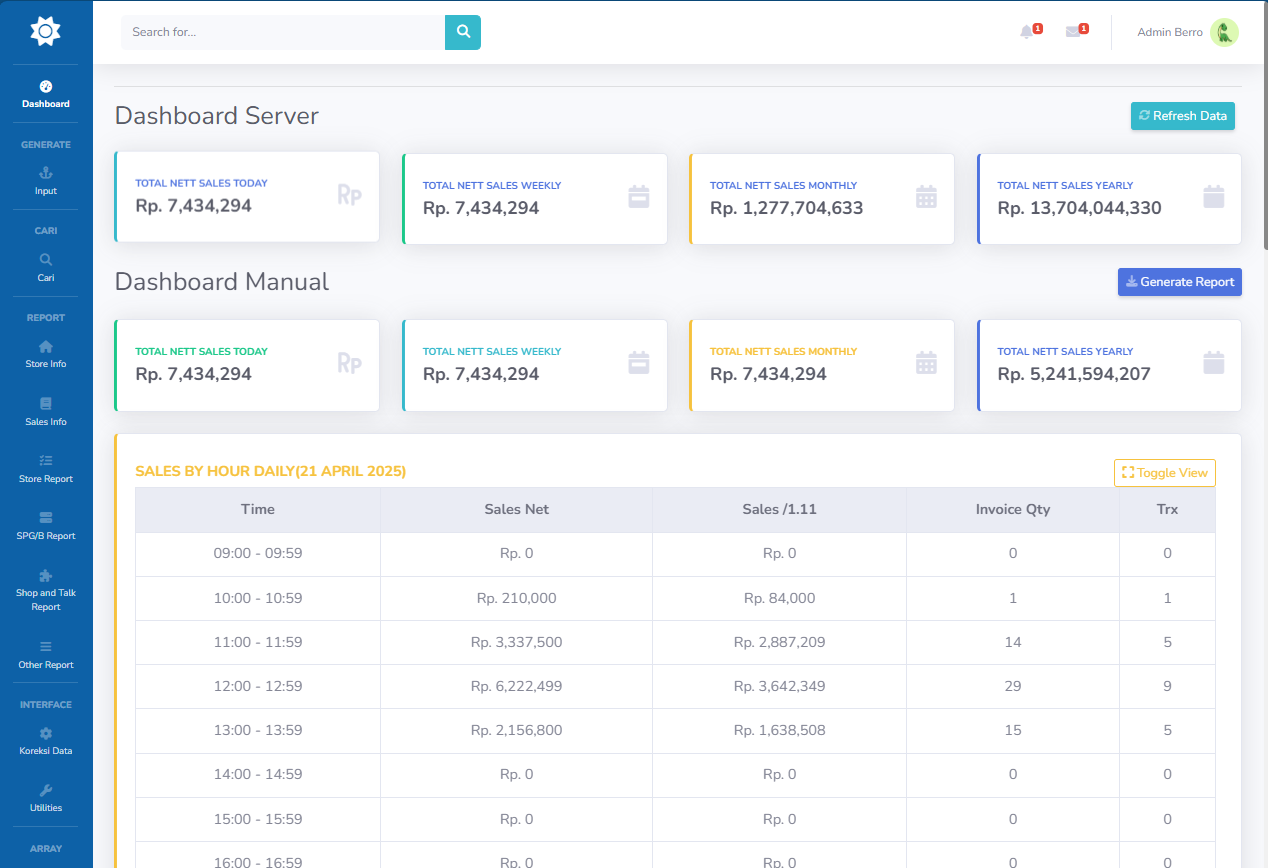 Search for...
1
1
Admin Berro
Dashboard
GENERATE
Input
CARI
Cari
REPORT
Store Info
Sales Info
Store Report
SPG/B Report
Shop and Talk
Report
Other Report
INTERFACE
Koreksi Data
Utilities
ARRAY
Dashboard Server
Refresh Data
TOTAL NETT SALES TODAY
Rp. 7,434,294
Rp
TOTAL NETT SALES WEEKLY
Rp. 7,434,294
TOTAL NETT SALES MONTHLY
Rp. 1,277,704,633
TOTAL NETT SALES YEARLY
Rp. 13,704,044,330
Dashboard Manual
Generate Report
TOTAL NETT SALES TODAY
Rp. 7,434,294
Rp
TOTAL NETT SALES WEEKLY
Rp. 7,434,294
TOTAL NETT SALES MONTHLY
Rp. 7,434,294
TOTAL NETT SALES YEARLY
Rp. 5,241,594,207
SALES BY HOUR DAILY(21 APRIL 2025)
Toggle View
Time Sales Net Sales /1.11 Invoice Qty Trx
09:00 - 09:59 Rp. 0 Rp. 0 0 0
10:00 - 10:59 Rp. 210,000 Rp. 84,000 1 1
11:00 - 11:59 Rp. 3,337,500 Rp. 2,887,209 14 5
12:00 - 12:59 Rp. 6,222,499 Rp. 3,642,349 29 9
13:00 - 13:59 Rp. 2,156,800 Rp. 1,638,508 15 5
14:00 - 14:59 Rp. 0 Rp. 0 0 0
15:00 - 15:59 Rp. 0 Rp. 0 0 0
16:00 - 16:59 Rp. 0 Rp. 0 0 0